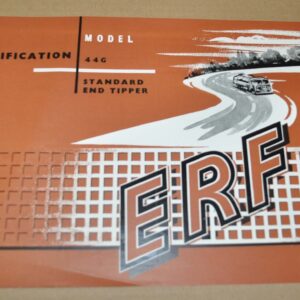 MODEL
IFICATION
44G
STANDARD
END TIPPER
ERF